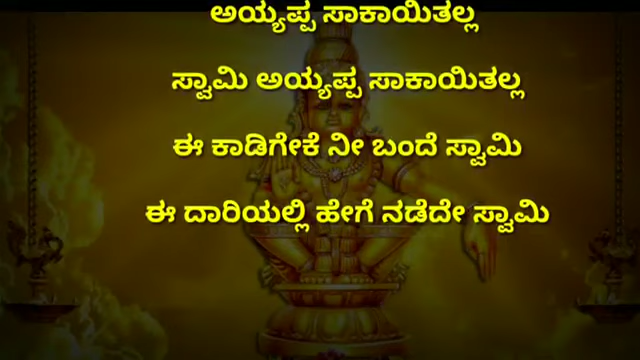 ಅಯ್ಯಪ್ಪ ಸಾಕಾಯಿತಲ್ಲ
ಸ್ವಾಮಿ ಅಯ್ಯಪ್ಪ ಸಾಕಾಯಿತಲ್ಲ
ಈ ಕಾಡಿಗೇಕೆ ನೀ ಬಂದೆ ಸ್ವಾಮಿ
ಈ ದಾರಿಯಲ್ಲಿ ಹೇಗೆ ನಡೆದೇ ಸ್ವಾಮಿ